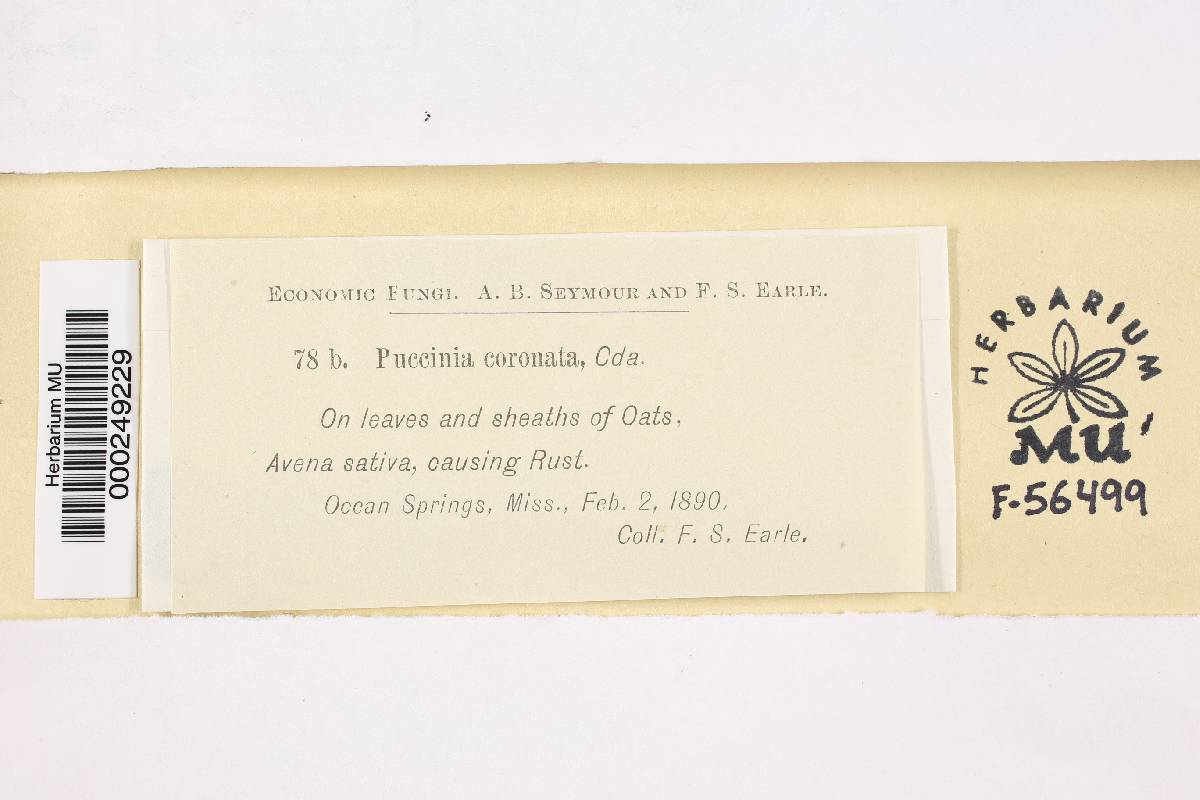 Economic Fungi. A. B. Seymour and F. S. Earle.
78 b. Puccinia coronata, Cda.
On leaves and sheaths of Oats,
Avena sativa, causing Rust.
Ocean Springs, Miss., Feb. 2, 1890.
Coll. F. S. Earle.
Herbarium MU
000249229
HERBARIUM
MU
F-56499